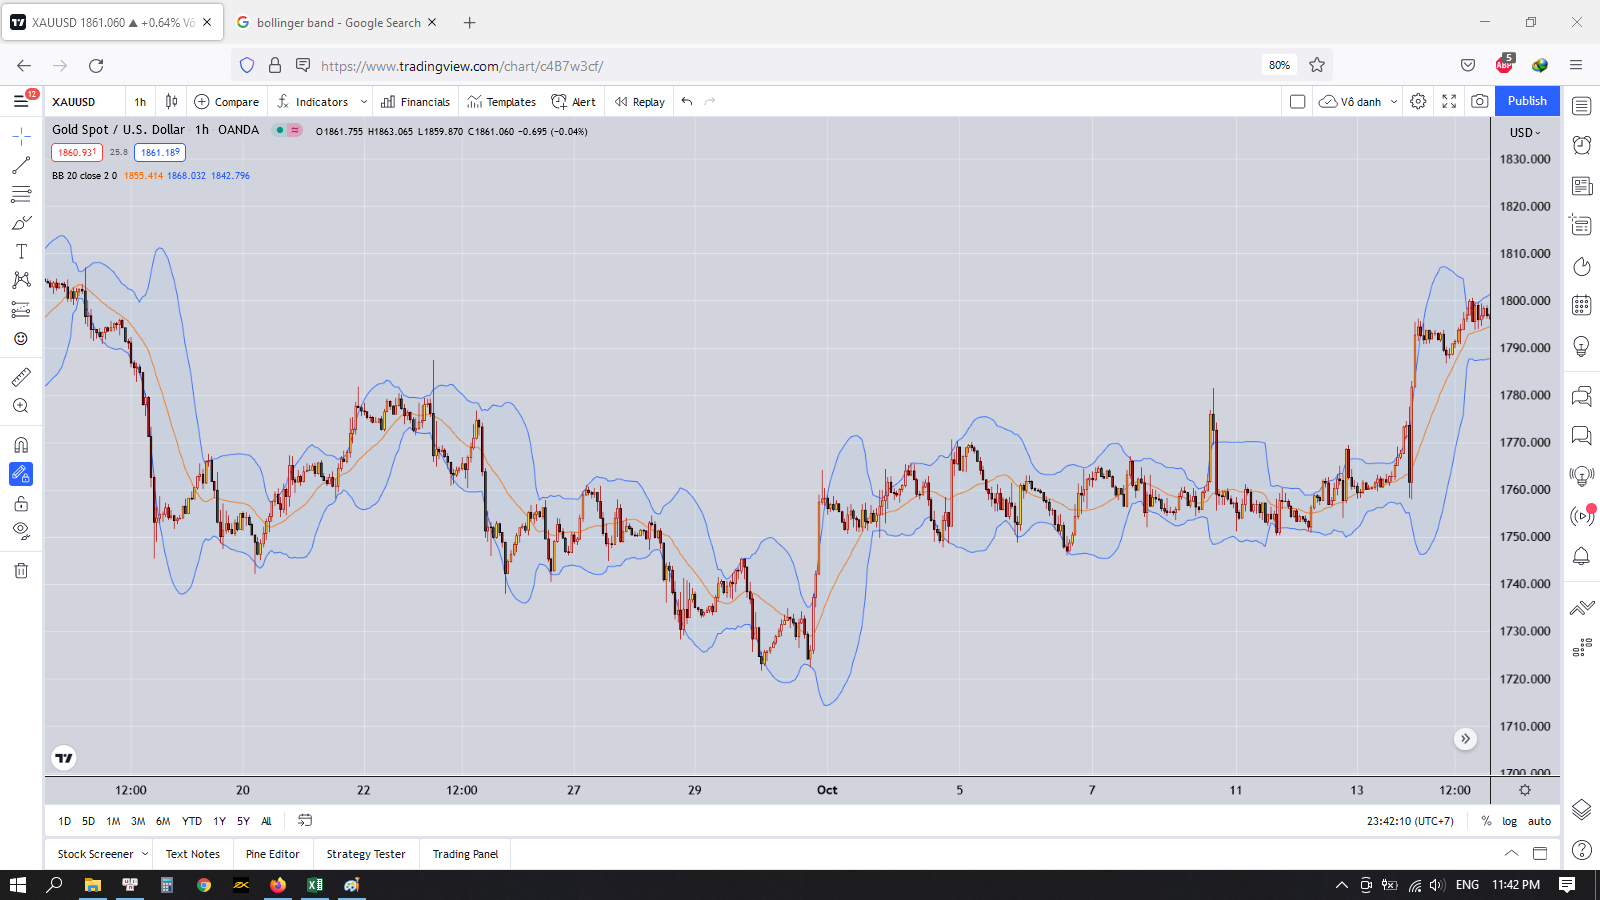 XAUUSD 1861.060 ▲ +0.64% Vô
bollinger band - Google Search
https://www.tradingview.com/chart/c4B7w3cf/
80%
5
ABP
12
XAUUSD 1h Compare Indicators Financials Templates Alert Replay Vô danh Publish
Gold Spot / U.S. Dollar 1h OANDA O1861.755 H1863.065 L1859.870 C1861.060 −0.695 (−0.04%)
USD
1860.931 25.8 1861.189
BB 20 close 2 0 1855.414 1868.032 1842.796
1830.000
1820.000
1810.000
1800.000
1790.000
1780.000
1770.000
1760.000
1750.000
1740.000
1730.000
1720.000
1710.000
1700.000
12:00 20 22 12:00 27 29 Oct 5 7 11 13 12:00
1D 5D 1M 3M 6M YTD 1Y 5Y All 23:42:10 (UTC+7) % log auto
Stock Screener Text Notes Pine Editor Strategy Tester Trading Panel
ENG 11:42 PM